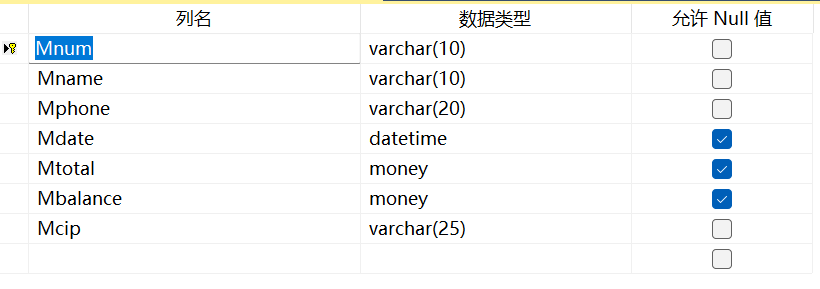 列名 数据类型 允许 Null 值
Mnum varchar(10)
Mname varchar(10)
Mphone varchar(20)
Mdate datetime
Mtotal money
Mbalance money
Mcip varchar(25)